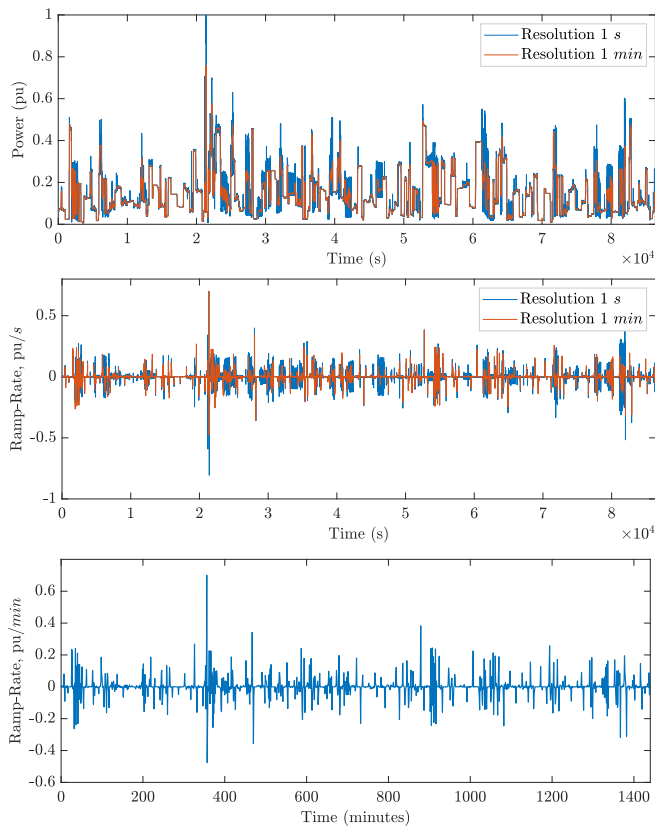 1
0.8
0.6
0.4
0.2
0
Power (pu)
Resolution 1 s
Resolution 1 min
0 1 2 3 4 5 6 7 8
×10⁴
Time (s)
0.5
0
-0.5
-1
Ramp-Rate, pu/s
Resolution 1 s
Resolution 1 min
0 1 2 3 4 5 6 7 8
×10⁴
Time (s)
0.6
0.4
0.2
0
-0.2
-0.4
-0.6
Ramp-Rate, pu/min
0 200 400 600 800 1000 1200 1400
Time (minutes)